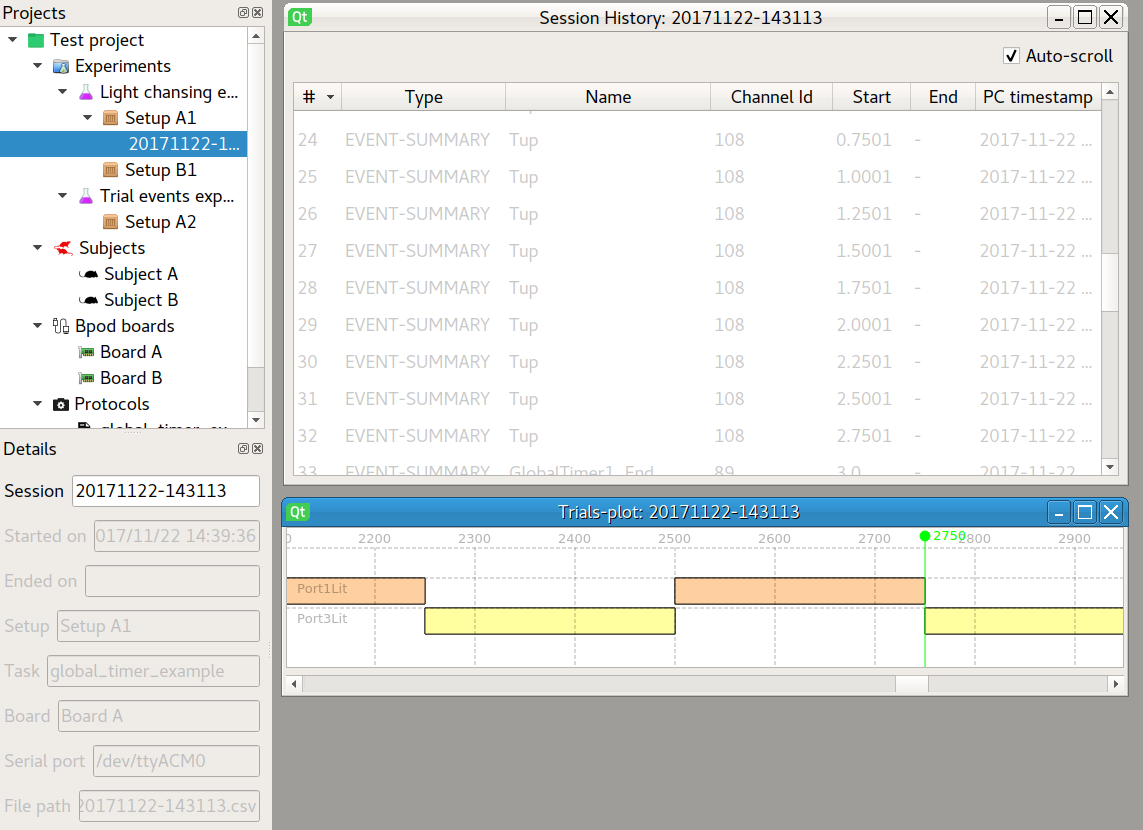 Projects
Test project
Experiments
Light chansing e...
Setup A1
20171122-1...
Setup B1
Trial events exp...
Setup A2
Subjects
Subject A
Subject B
Bpod boards
Board A
Board B
Protocols
Details
Session 20171122-143113
Started on 017/11/22 14:39:36
Ended on
Setup Setup A1
Task global_timer_example
Board Board A
Serial port /dev/ttyACM0
File path 20171122-143113.csv
Qt Session History: 20171122-143113
Auto-scroll
# Type Name Channel Id Start End PC timestamp
24 EVENT-SUMMARY Tup 108 0.7501 - 2017-11-22 ...
25 EVENT-SUMMARY Tup 108 1.0001 - 2017-11-22 ...
26 EVENT-SUMMARY Tup 108 1.2501 - 2017-11-22 ...
27 EVENT-SUMMARY Tup 108 1.5001 - 2017-11-22 ...
28 EVENT-SUMMARY Tup 108 1.7501 - 2017-11-22 ...
29 EVENT-SUMMARY Tup 108 2.0001 - 2017-11-22 ...
30 EVENT-SUMMARY Tup 108 2.2501 - 2017-11-22 ...
31 EVENT-SUMMARY Tup 108 2.5001 - 2017-11-22 ...
32 EVENT-SUMMARY Tup 108 2.7501 - 2017-11-22 ...
33 EVENT-SUMMARY GlobalTimer1_End 89 3.0 - 2017-11-22 ...
Qt Trials-plot: 20171122-143113
2200 2300 2400 2500 2600 2700 2750 2800 2900
Port1Lit
Port3Lit